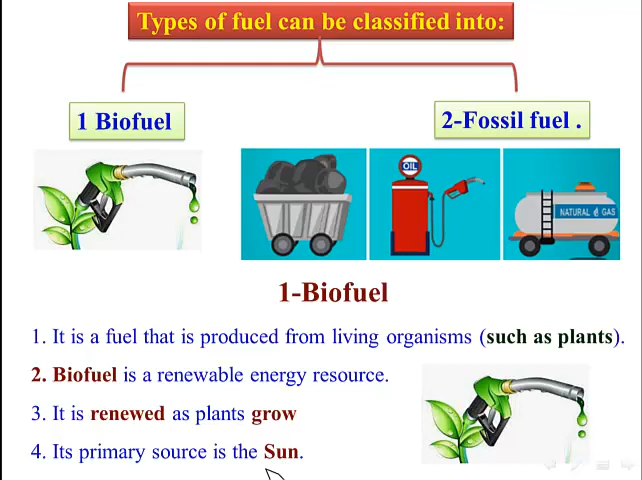 Types of fuel can be classified into:
1 Biofuel
2-Fossil fuel .
OIL
NATURAL & GAS
1-Biofuel
1. It is a fuel that is produced from living organisms (such as plants).
2. Biofuel is a renewable energy resource.
3. It is renewed as plants grow
4. Its primary source is the Sun.